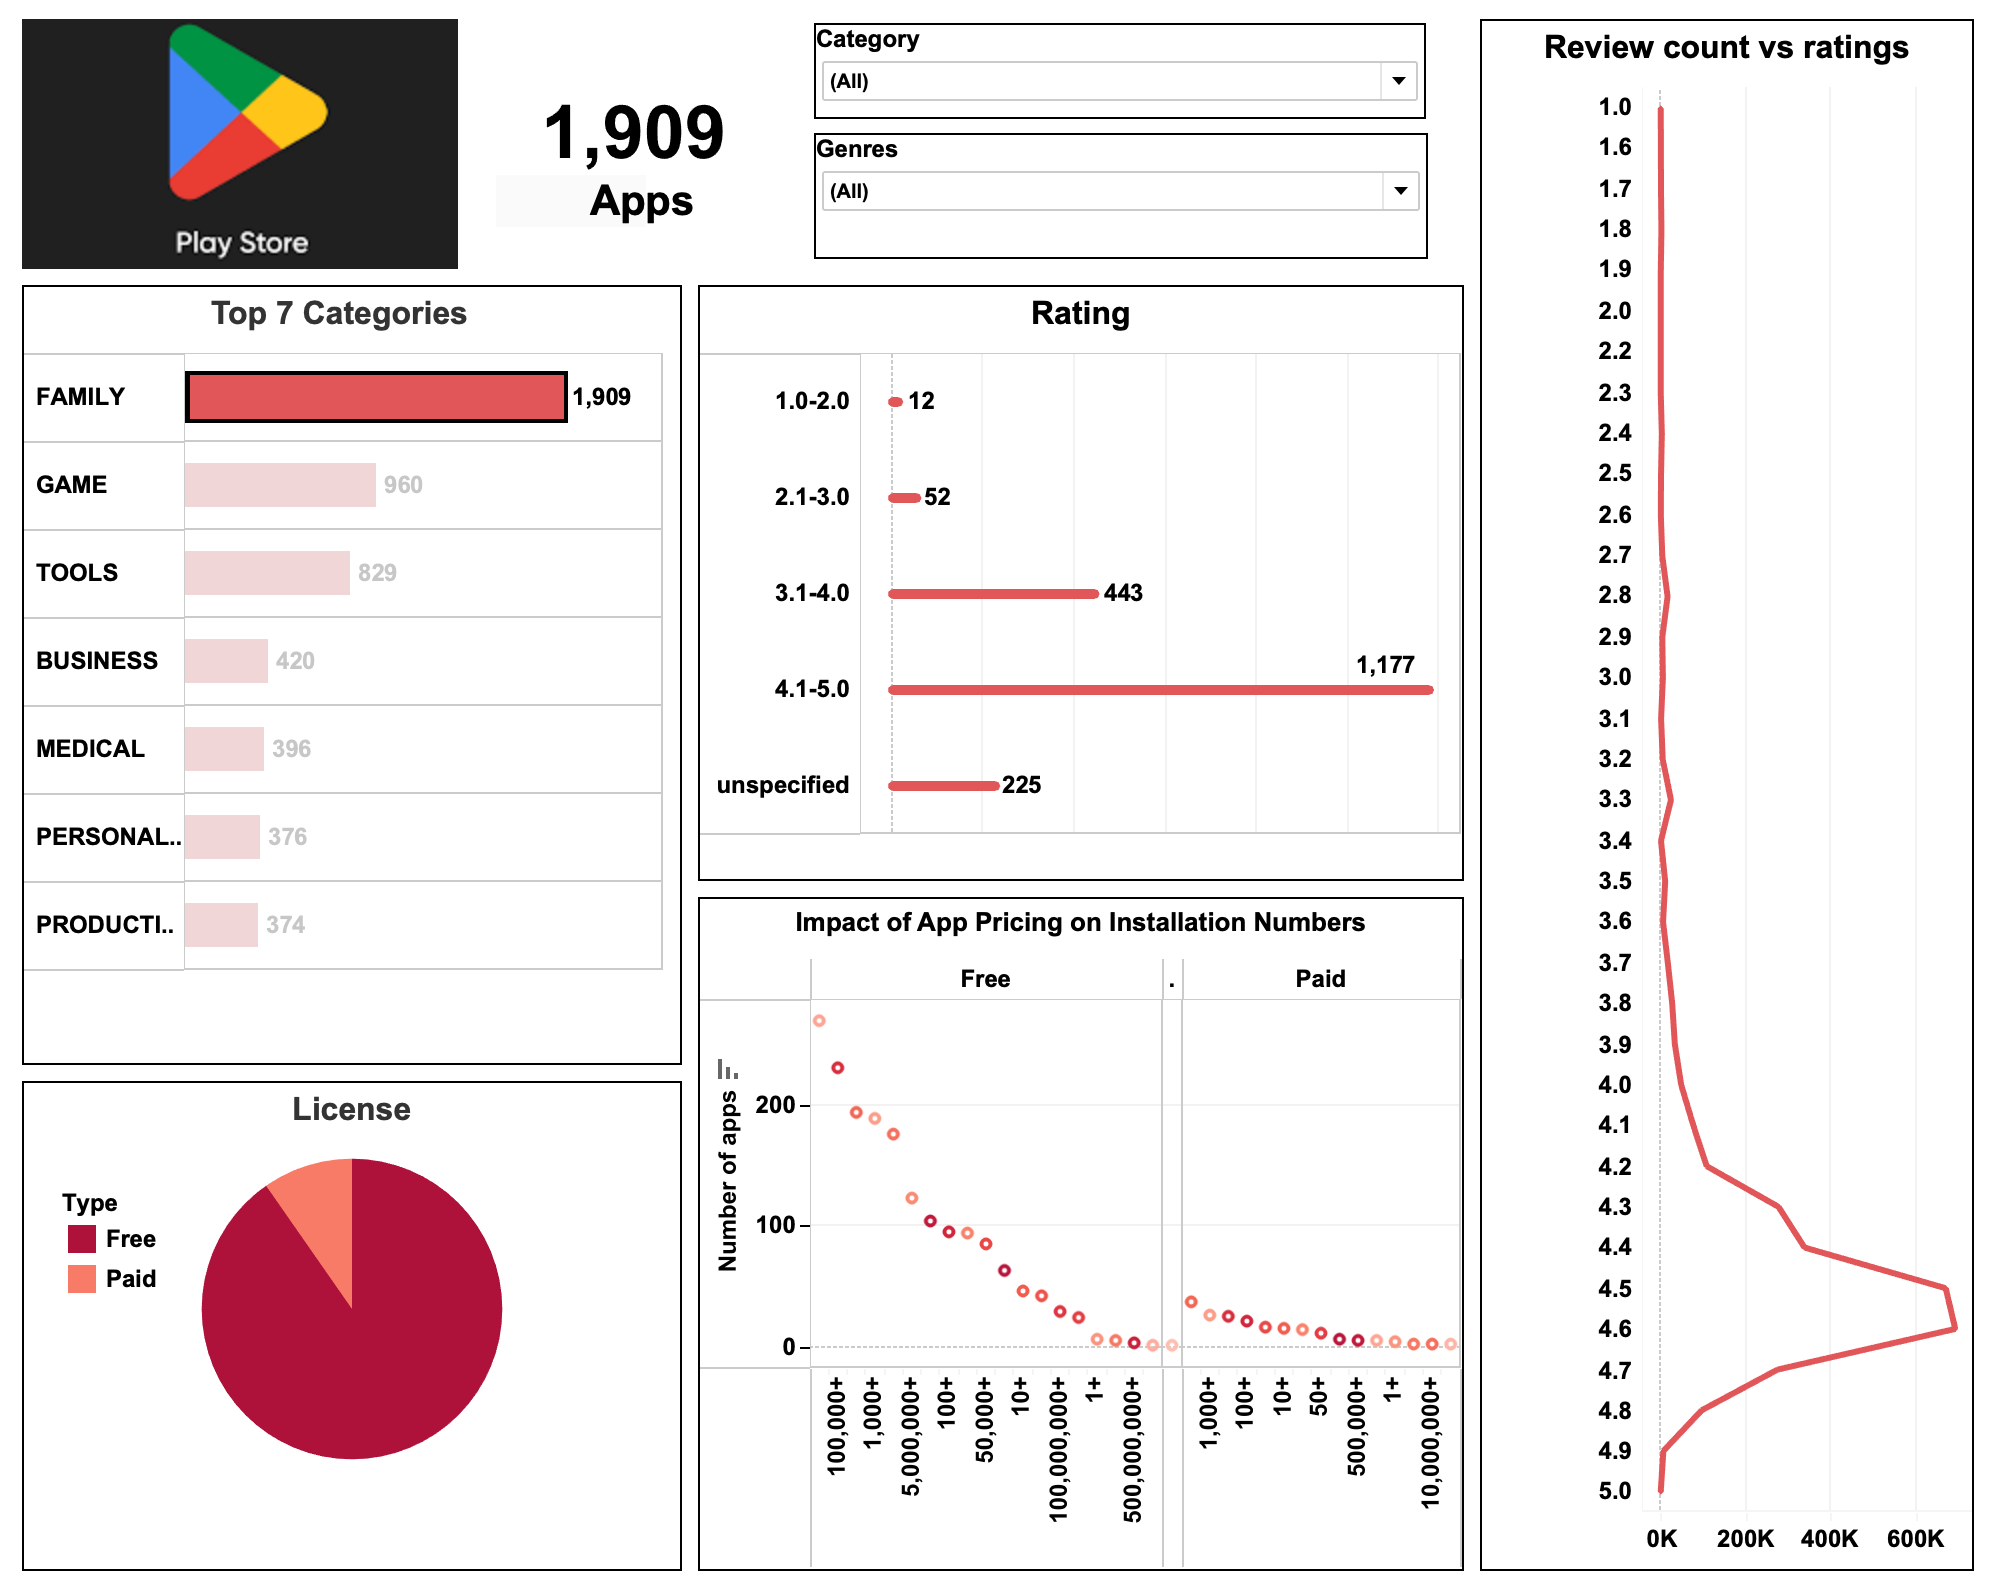 Play Store
1,909
Apps
Category
(All)
Genres
(All)
Top 7 Categories
FAMILY 1,909
GAME 960
TOOLS 829
BUSINESS 420
MEDICAL 396
PERSONAL.. 376
PRODUCTI.. 374
License
Type
Free
Paid
Rating
1.0-2.0 12
2.1-3.0 52
3.1-4.0 443
4.1-5.0 1,177
unspecified 225
Impact of App Pricing on Installation Numbers
Free . Paid
Number of apps
200
100
0
100,000+
1,000+
5,000,000+
100+
50,000+
10+
100,000,000+
1+
500,000,000+
1,000+
100+
10+
50+
500,000+
1+
10,000,000+
Review count vs ratings
1.0
1.6
1.7
1.8
1.9
2.0
2.2
2.3
2.4
2.5
2.6
2.7
2.8
2.9
3.0
3.1
3.2
3.3
3.4
3.5
3.6
3.7
3.8
3.9
4.0
4.1
4.2
4.3
4.4
4.5
4.6
4.7
4.8
4.9
5.0
0K 200K 400K 600K